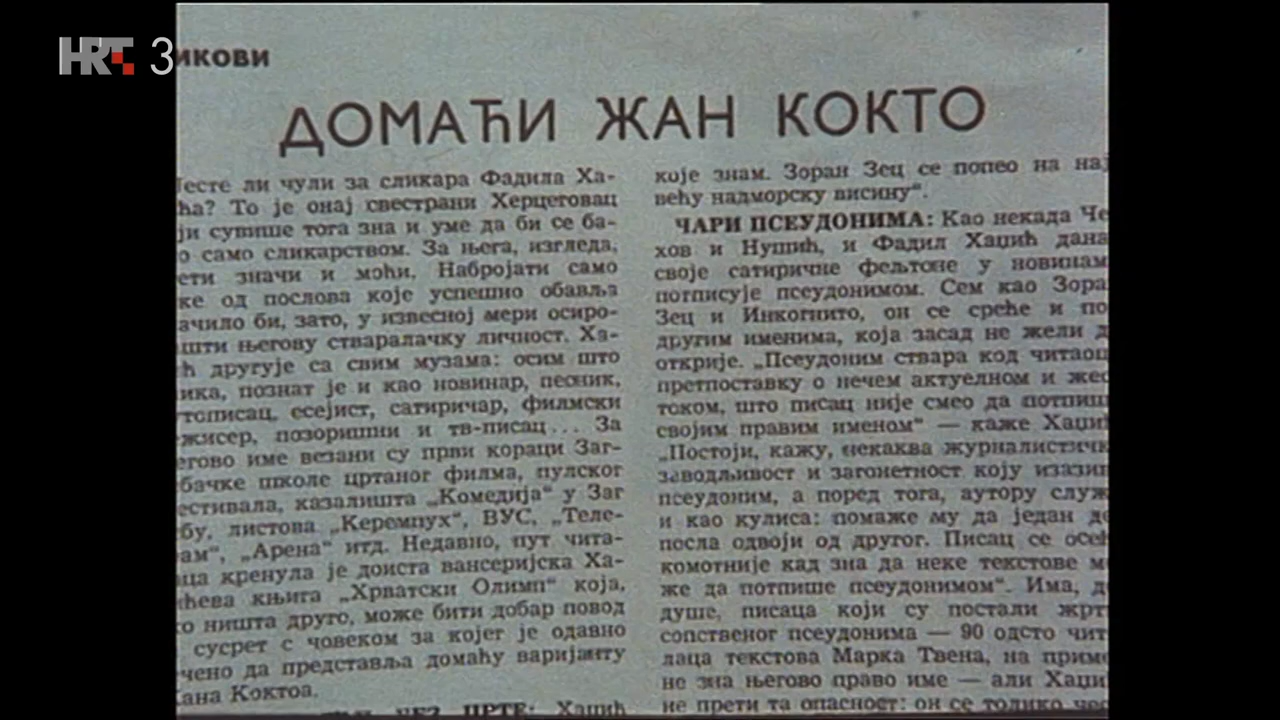 HRT 3
ИКОВИ
ДОМАЋИ ЖАН КОКТО
Јесте ли чули за сликара Фадила Ха-
ћа? То је онај свестрани Херцеговац
ји сувише тога зна и уме да би се ба-
о само сликарством. За њега, изгледа,
ети значи и моћи. Набројати само
ке од послова које успешно обавља
ачило би, зато, у извесној мери осиро-
шти његову стваралачку личност. Ха-
ћ другује са свим музама: осим што
ика, познат је и као новинар, песник,
тописац, есејист, сатиричар, филмски
жисер, позоришни и тв-писац... За
егово име везани су први кораци Заг-
бачке школе цртаног филма, пулског
естивала, казалишта „Комедија“ у Заг
бу, листова „Керемпух“, ВУС, „Теле-
ам“, „Арена“ итд. Недавно, пут чита-
ца кренула је доиста вансеријска Ха-
ћева књига „Хрватски Олимп“ која,
ко ништа друго, може бити добар повод
сусрет с човеком за којег је одавно
чено да представља домаћу варијанту
Жана Коктоа.
ЧЕЗ ЦРТЕ: Хаџић
које знам. Зоран Зец се попео на нај
већу надморску висину“.
ЧАРИ ПСЕУДОНИМА: Као некада Че
хов и Нушић, и Фадил Хаџић дана
своје сатиричне фељтоне у новинам
потписује псеудонимом. Сем као Зора
Зец и Инкогнито, он се среће и по
другим именима, која засад не жели д
открије. „Псеудоним ствара код читаоц
претпоставку о нечем актуелном и жес
током, што писац није смео да потпиш
својим правим именом“ — каже Хаџић
„Постоји, кажу, некаква журналистичк
заводљивост и загонетност коју изазив
псеудоним, а поред тога, аутору служ
и као кулиса: помаже му да један де
посла одвоји од другог. Писац се осећ
комотније кад зна да неке текстове м
же да потпише псеудонимом“. Има, д
душе, писаца који су постали жрт
сопственог псеудонима — 90 одсто чит
лаца текстова Марка Твена, на приме
не зна његово право име — али Хаџи
не прети та опасност: он се толико чес